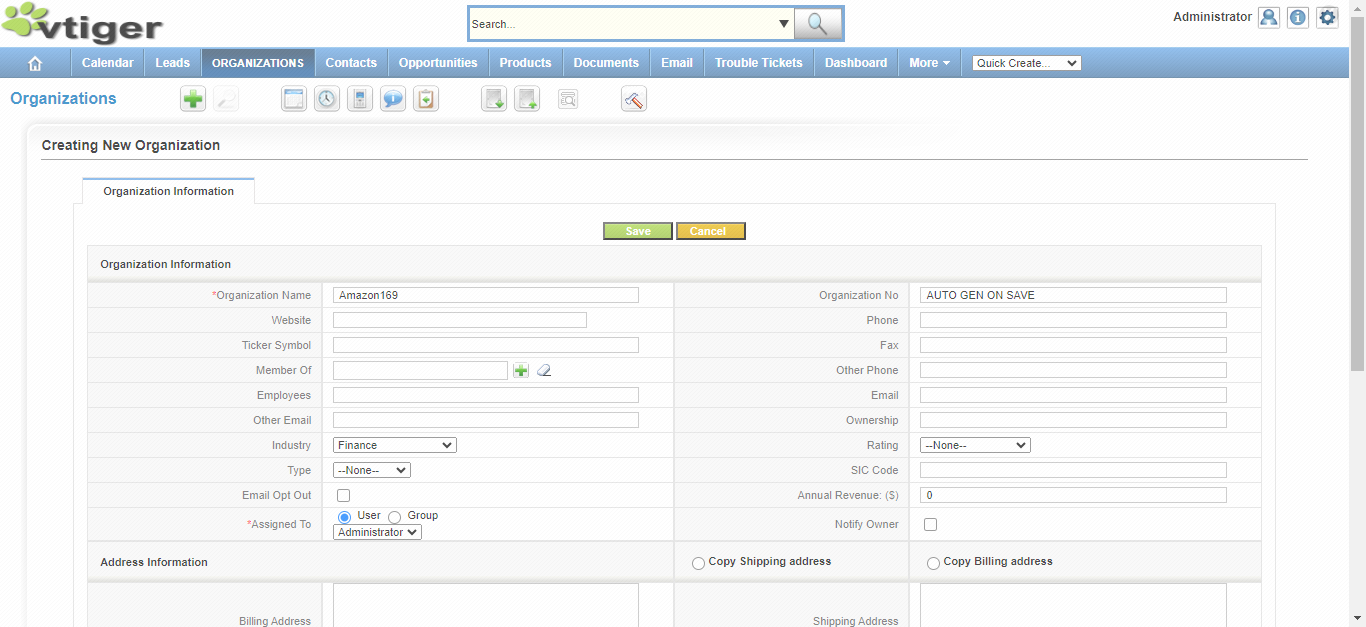 vtiger
Search...
Administrator
Calendar Leads ORGANIZATIONS Contacts Opportunities Products Documents Email Trouble Tickets Dashboard More Quick Create...
Organizations
Creating New Organization
Organization Information
Save Cancel
Organization Information
*Organization Name Amazon169 Organization No AUTO GEN ON SAVE
Website Phone
Ticker Symbol Fax
Member Of Other Phone
Employees Email
Other Email Ownership
Industry Finance Rating --None--
Type --None-- SIC Code
Email Opt Out Annual Revenue: ($) 0
*Assigned To User Group Notify Owner
Administrator
Address Information Copy Shipping address Copy Billing address
Billing Address Shipping Address